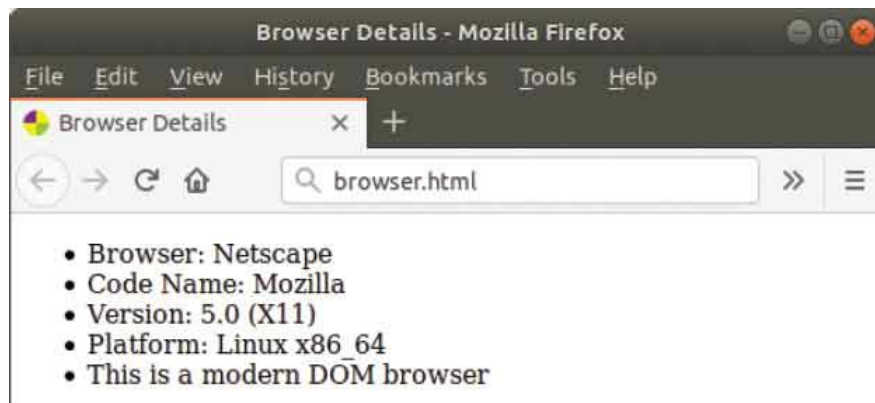 Browser Details - Mozilla Firefox
File Edit View History Bookmarks Tools Help
Browser Details
browser.html
• Browser: Netscape
• Code Name: Mozilla
• Version: 5.0 (X11)
• Platform: Linux x86_64
• This is a modern DOM browser